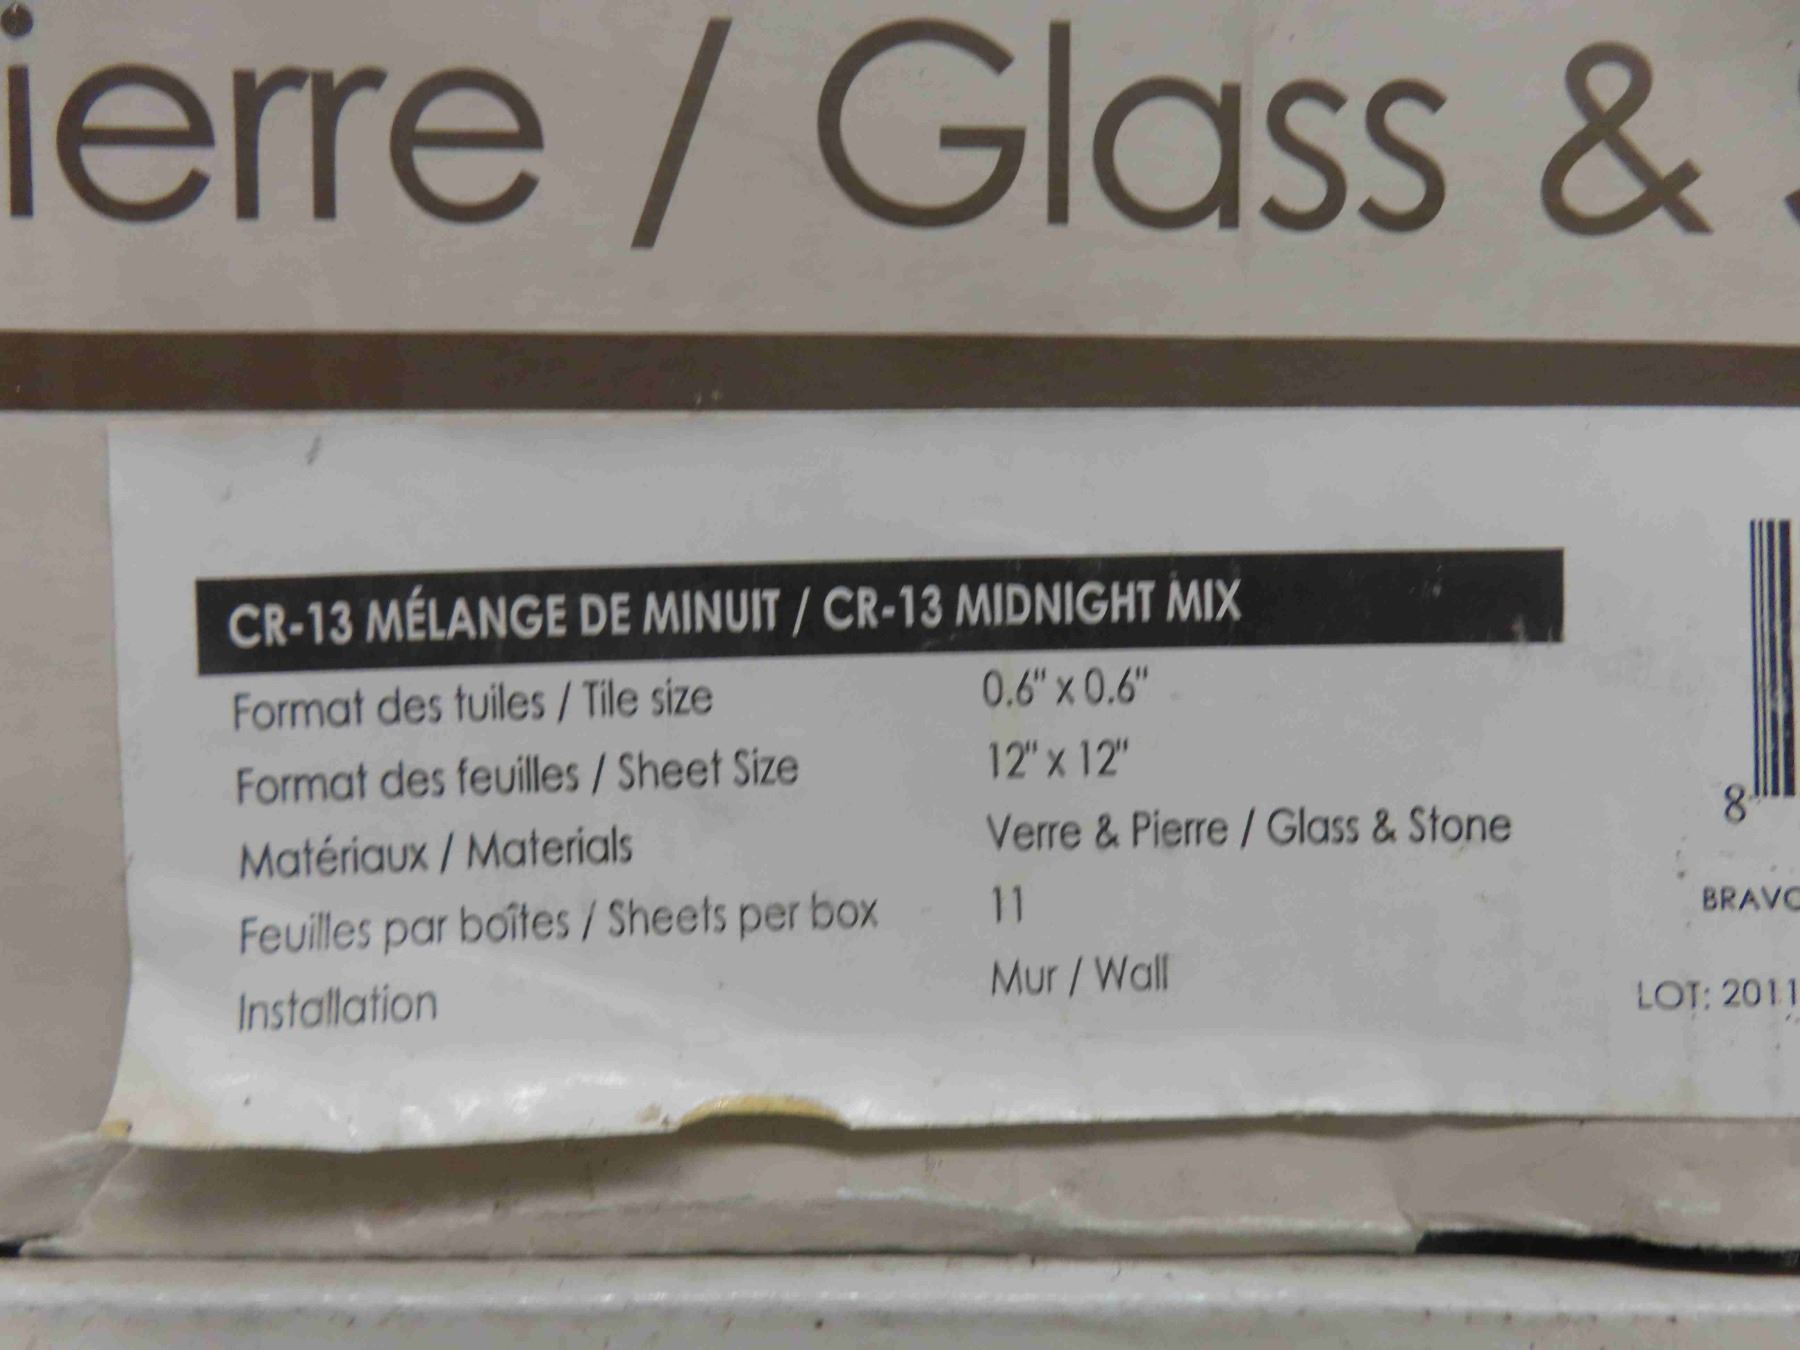 ierre / Glass &
CR-13 MÉLANGE DE MINUIT / CR-13 MIDNIGHT MIX
Format des tuiles / Tile size 0.6" x 0.6"
Format des feuilles / Sheet Size 12" x 12"
Matériaux / Materials Verre & Pierre / Glass & Stone
Feuilles par boîtes / Sheets per box 11
Installation Mur / Wall
8
BRAVO
LOT: 2011